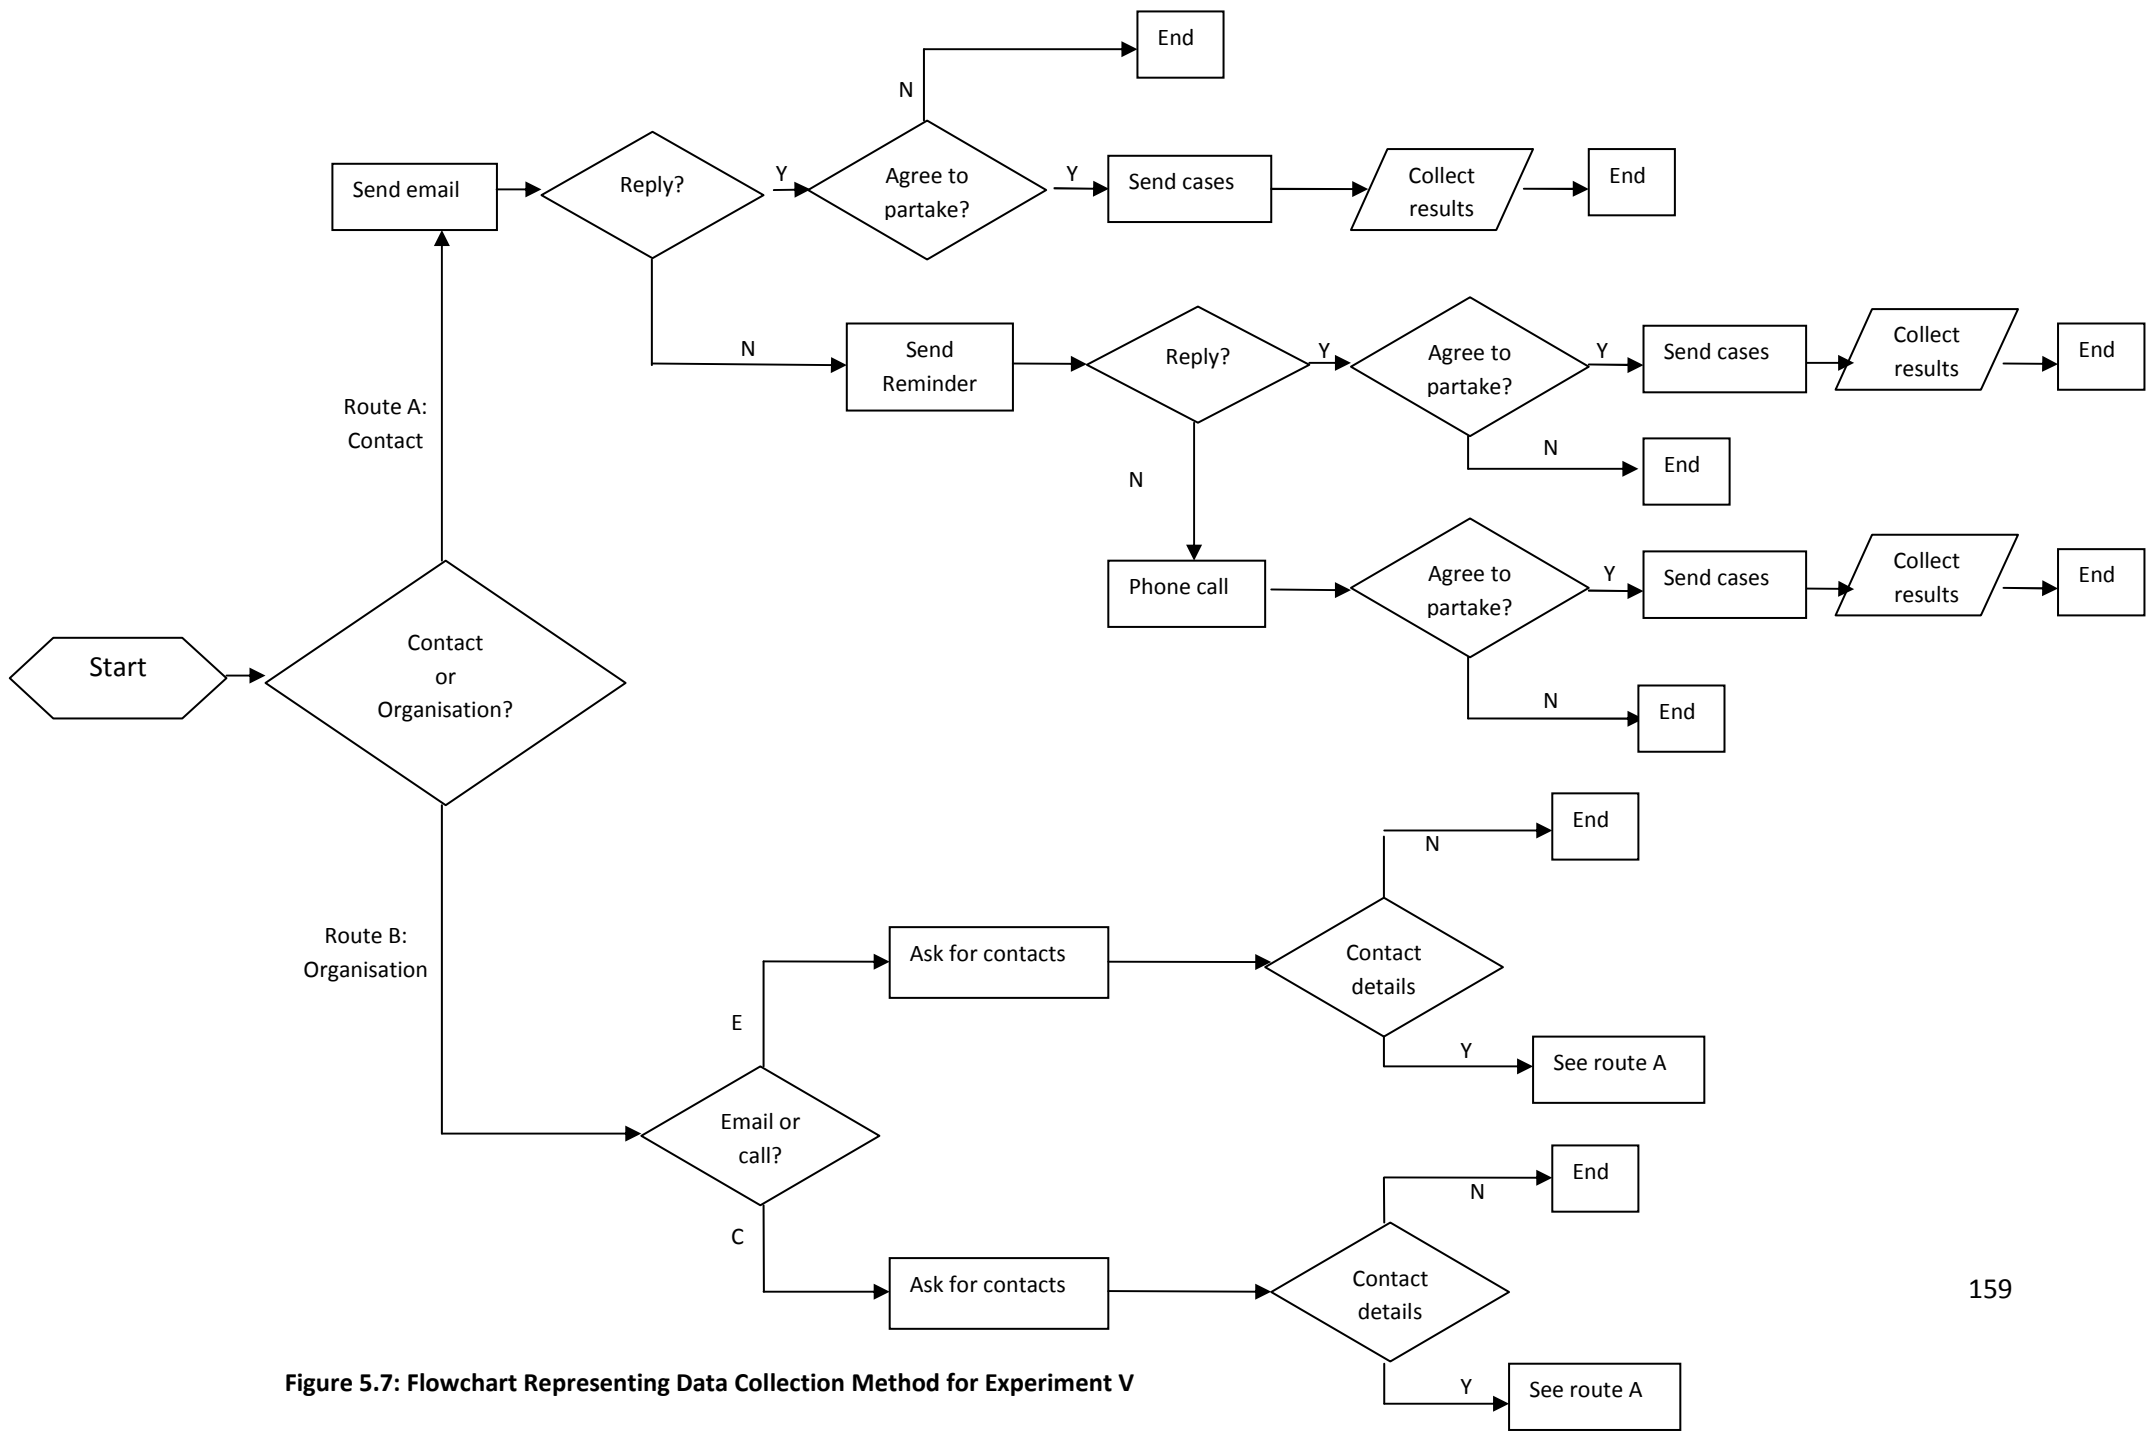 End
N
Send email
Reply?
Y
Agree to
partake?
Y
Send cases
Collect
results
End
N
Send
Reminder
Reply?
Y
Agree to
partake?
Y
Send cases
Collect
results
End
Route A:
Contact
N
End
N
Phone call
Agree to
partake?
Y
Send cases
Collect
results
End
N
End
Start
Contact
or
Organisation?
End
N
Route B:
Organisation
Ask for contacts
Contact
details
E
Y
See route A
Email or
call?
End
N
C
Ask for contacts
Contact
details
Y
See route A
159
Figure 5.7: Flowchart Representing Data Collection Method for Experiment V